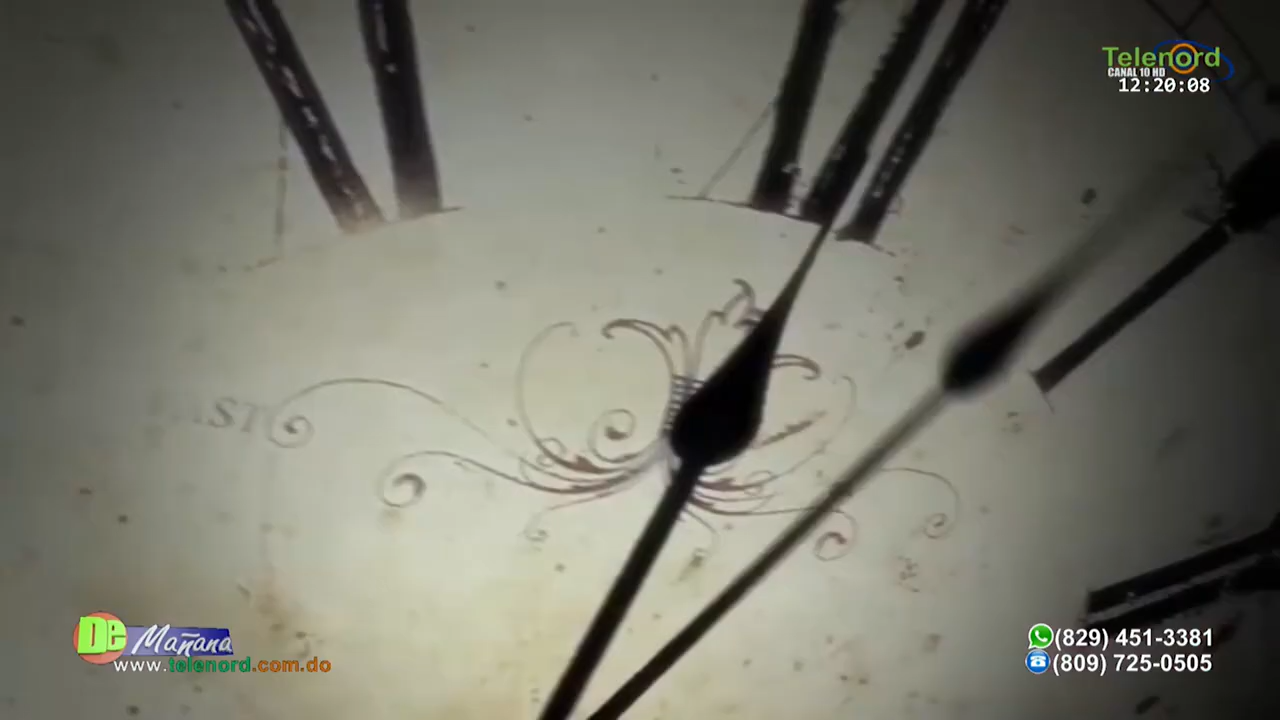 Telenord
CANAL 10 HD
12:20:08
De Mañana
www.telenord.com.do
(829) 451-3381
(809) 725-0505